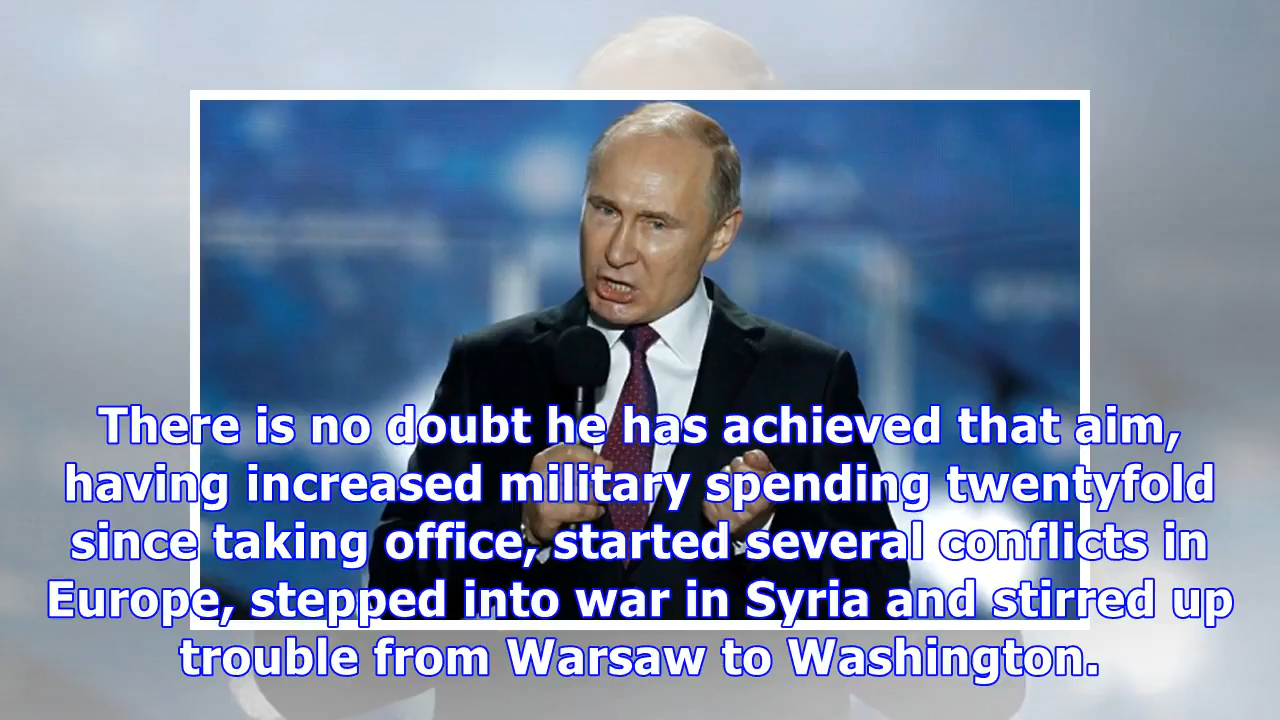 There is no doubt he has achieved that aim,
having increased military spending twentyfold
since taking office, started several conflicts in
Europe, stepped into war in Syria and stirred up
trouble from Warsaw to Washington.